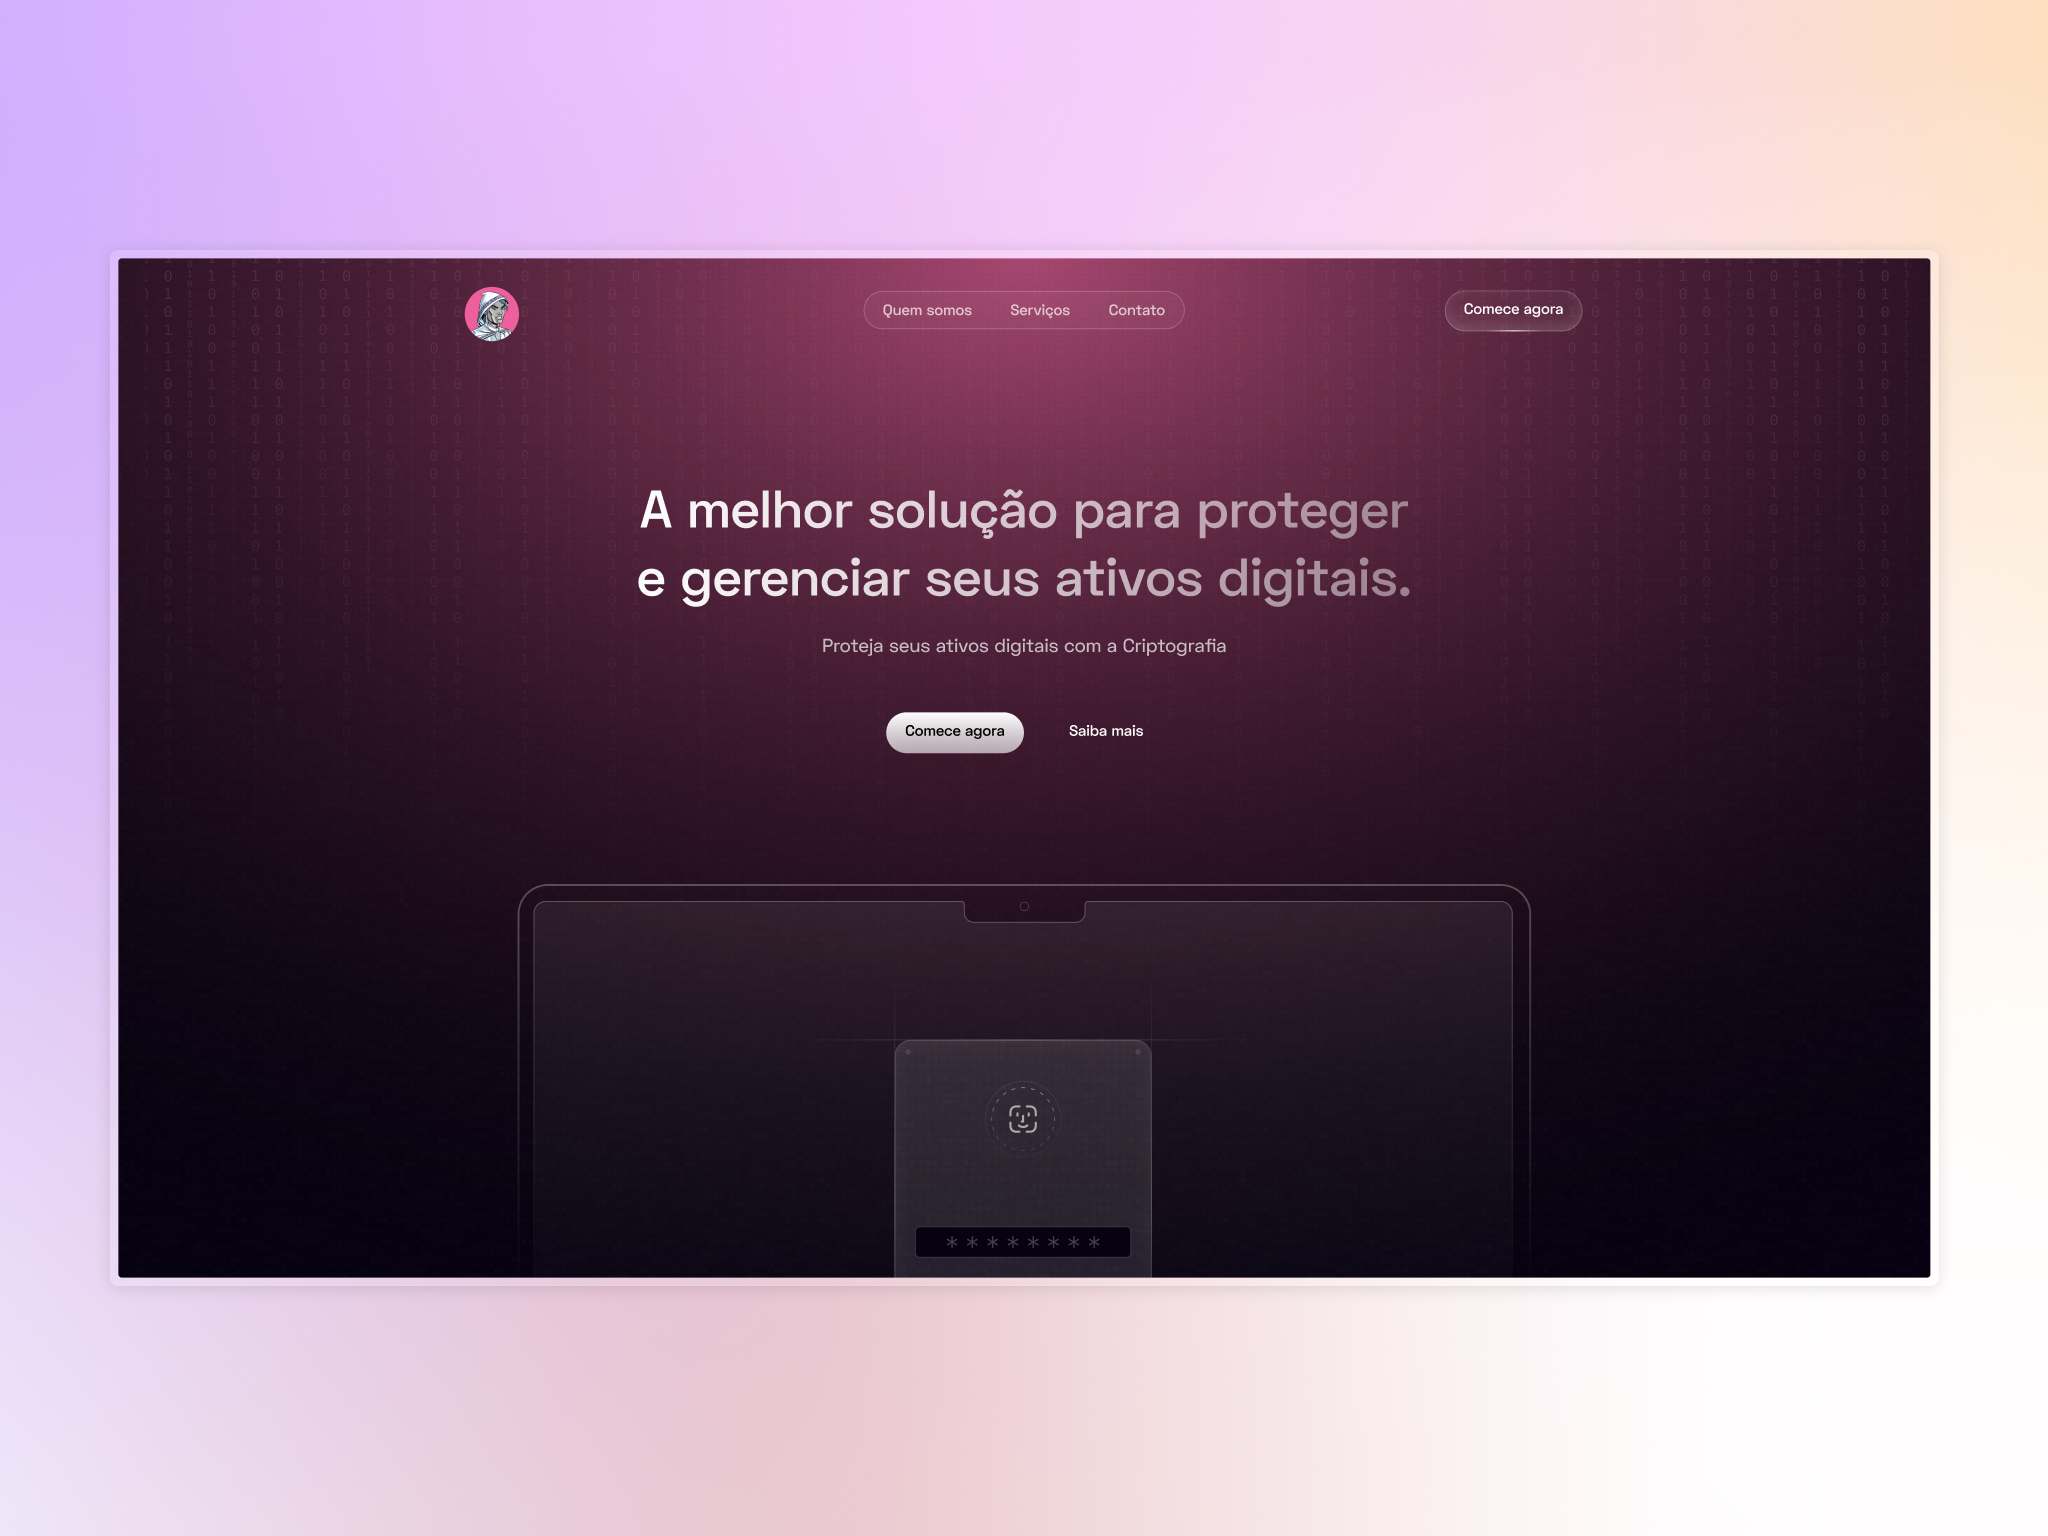 Quem somos
Serviços
Contato
Comece agora
A melhor solução para proteger
e gerenciar seus ativos digitais.
Proteja seus ativos digitais com a Criptografia
Comece agora
Saiba mais
********